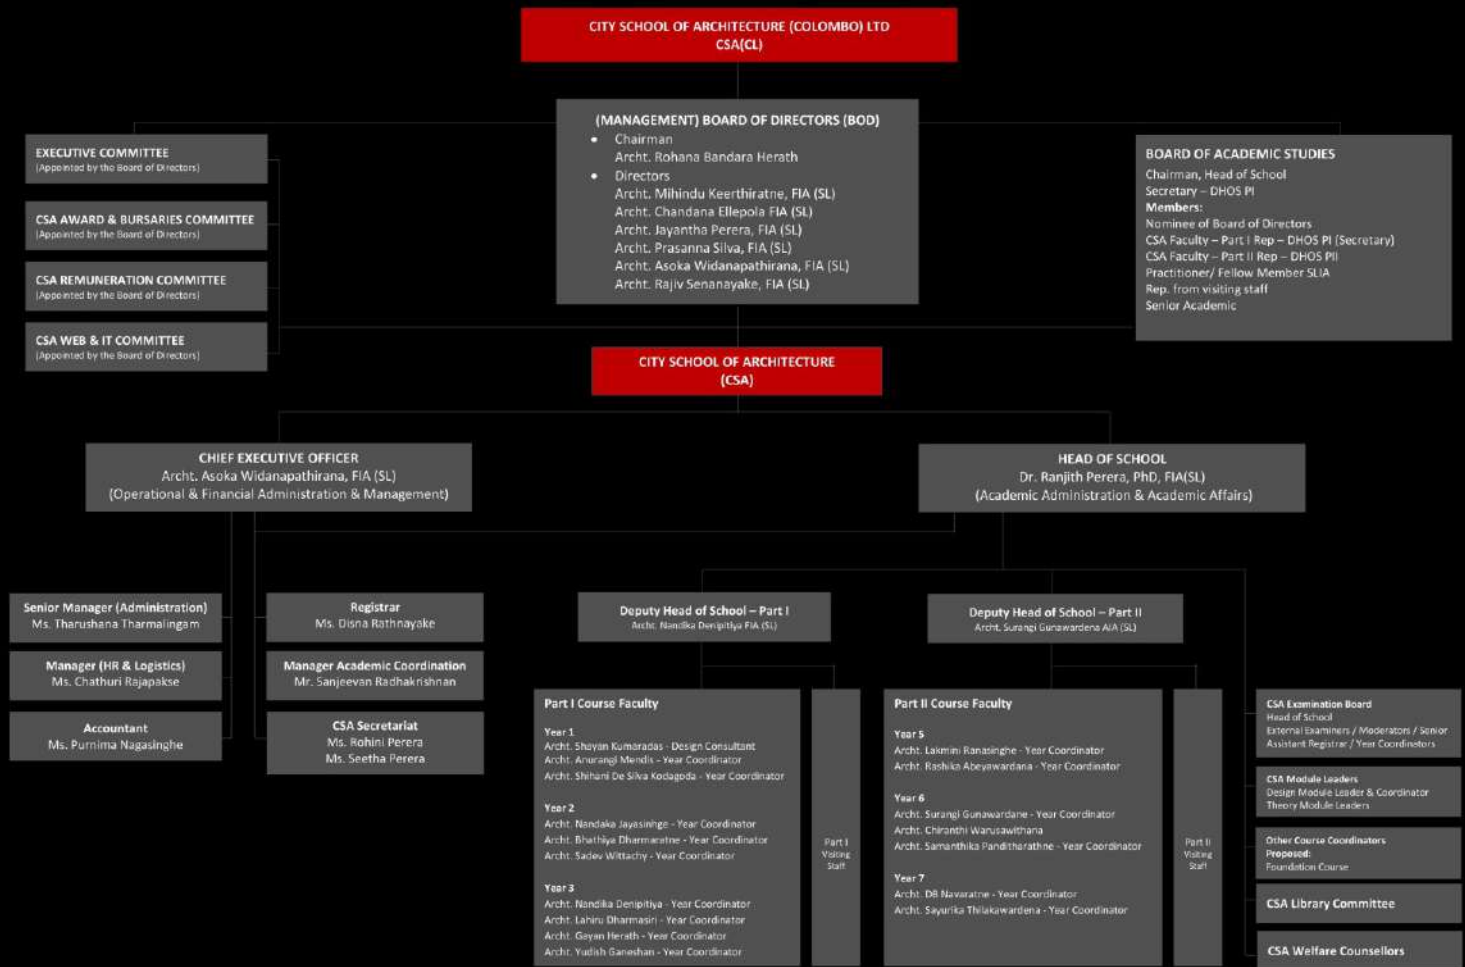 CITY SCHOOL OF ARCHITECTURE (COLOMBO) LTD
CSA(CL)
(MANAGEMENT) BOARD OF DIRECTORS (BOD)
• Chairman
Archt. Rohana Bandara Herath
• Directors
Archt. Mihindu Keerthiratne, FIA (SL)
Archt. Chandana Ellepola FIA (SL)
Archt. Jayantha Perera, FIA (SL)
Archt. Prasanna Silva, FIA (SL)
Archt. Asoka Widanapathirana, FIA (SL)
Archt. Rajiv Senanayake, FIA (SL)
EXECUTIVE COMMITTEE
(Appointed by the Board of Directors)
CSA AWARD & BURSARIES COMMITTEE
(Appointed by the Board of Directors)
CSA REMUNERATION COMMITTEE
(Appointed by the Board of Directors)
CSA WEB & IT COMMITTEE
(Appointed by the Board of Directors)
BOARD OF ACADEMIC STUDIES
Chairman, Head of School
Secretary – DHOS PI
Members:
Nominee of Board of Directors
CSA Faculty – Part I Rep – DHOS PI (Secretary)
CSA Faculty – Part II Rep – DHOS PII
Practitioner/ Fellow Member SLIA
Rep. from visiting staff
Senior Academic
CITY SCHOOL OF ARCHITECTURE
(CSA)
CHIEF EXECUTIVE OFFICER
Archt. Asoka Widanapathirana, FIA (SL)
(Operational & Financial Administration & Management)
HEAD OF SCHOOL
Dr. Ranjith Perera, PhD, FIA(SL)
(Academic Administration & Academic Affairs)
Senior Manager (Administration)
Ms. Tharushana Tharmalingam
Manager (HR & Logistics)
Ms. Chathuri Rajapakse
Accountant
Ms. Purnima Nagasinghe
Registrar
Ms. Disna Rathnayake
Manager Academic Coordination
Mr. Sanjeevan Radhakrishnan
CSA Secretariat
Ms. Rohini Perera
Ms. Seetha Perera
Deputy Head of School – Part I
Archt. Nandika Denipitiya FIA (SL)
Deputy Head of School – Part II
Archt. Surangi Gunawardena AIA (SL)
Part I Course Faculty
Year 1
Archt. Shayan Kumaradas - Design Consultant
Archt. Anurangi Mendis - Year Coordinator
Archt. Shihani De Silva Kodagoda - Year Coordinator
Year 2
Archt. Nandaka Jayasinhge - Year Coordinator
Archt. Bhathiya Dharmaratne - Year Coordinator
Archt. Sadev Wittachy - Year Coordinator
Year 3
Archt. Nandika Denipitiya - Year Coordinator
Archt. Lahiru Dharmasiri - Year Coordinator
Archt. Gayan Herath - Year Coordinator
Archt. Yudish Ganeshan - Year Coordinator
Part I
Visiting
Staff
Part II Course Faculty
Year 5
Archt. Lakmini Ranasinghe - Year Coordinator
Archt. Rashika Abeyawardana - Year Coordinator
Year 6
Archt. Surangi Gunawardane - Year Coordinator
Archt. Chiranthi Warusawithana
Archt. Samanthika Panditharathne - Year Coordinator
Year 7
Archt. DB Navaratne - Year Coordinator
Archt. Sayurika Thilakawardena - Year Coordinator
Part II
Visiting
Staff
CSA Examination Board
Head of School
External Examiners / Moderators / Senior
Assistant Registrar / Year Coordinators
CSA Module Leaders
Design Module Leader & Coordinator
Theory Module Leaders
Other Course Coordinators
Proposed:
Foundation Course
CSA Library Committee
CSA Welfare Counsellors